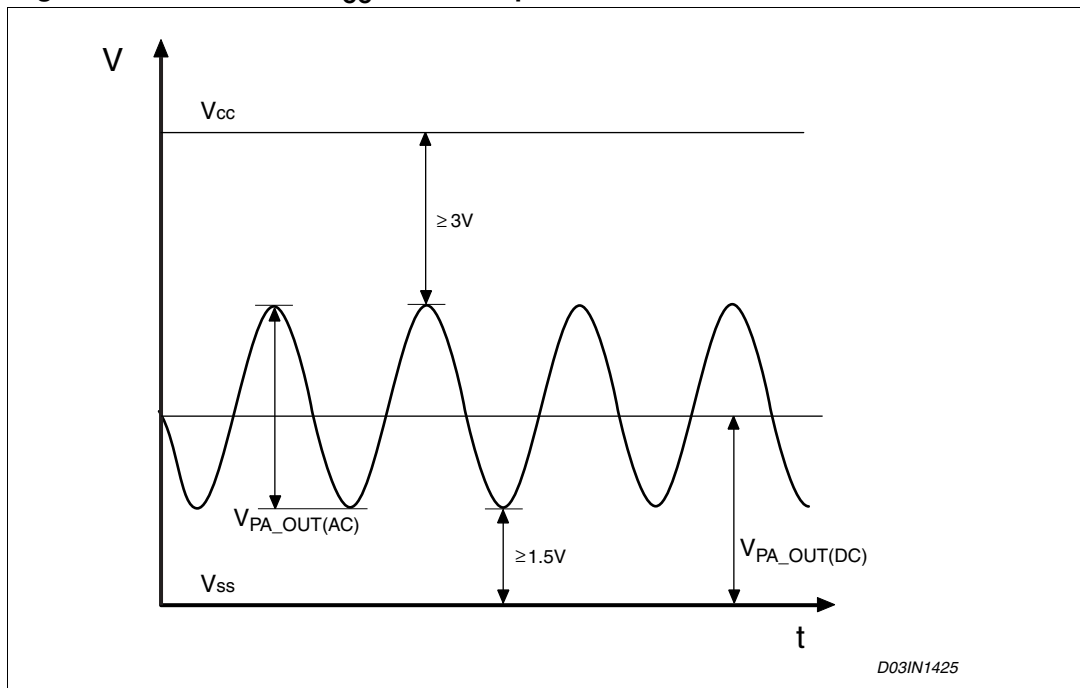 V
Vcc
≥ 3V
VPA_OUT(AC)
≥1.5V
VPA_OUT(DC)
Vss
t
D03IN1425